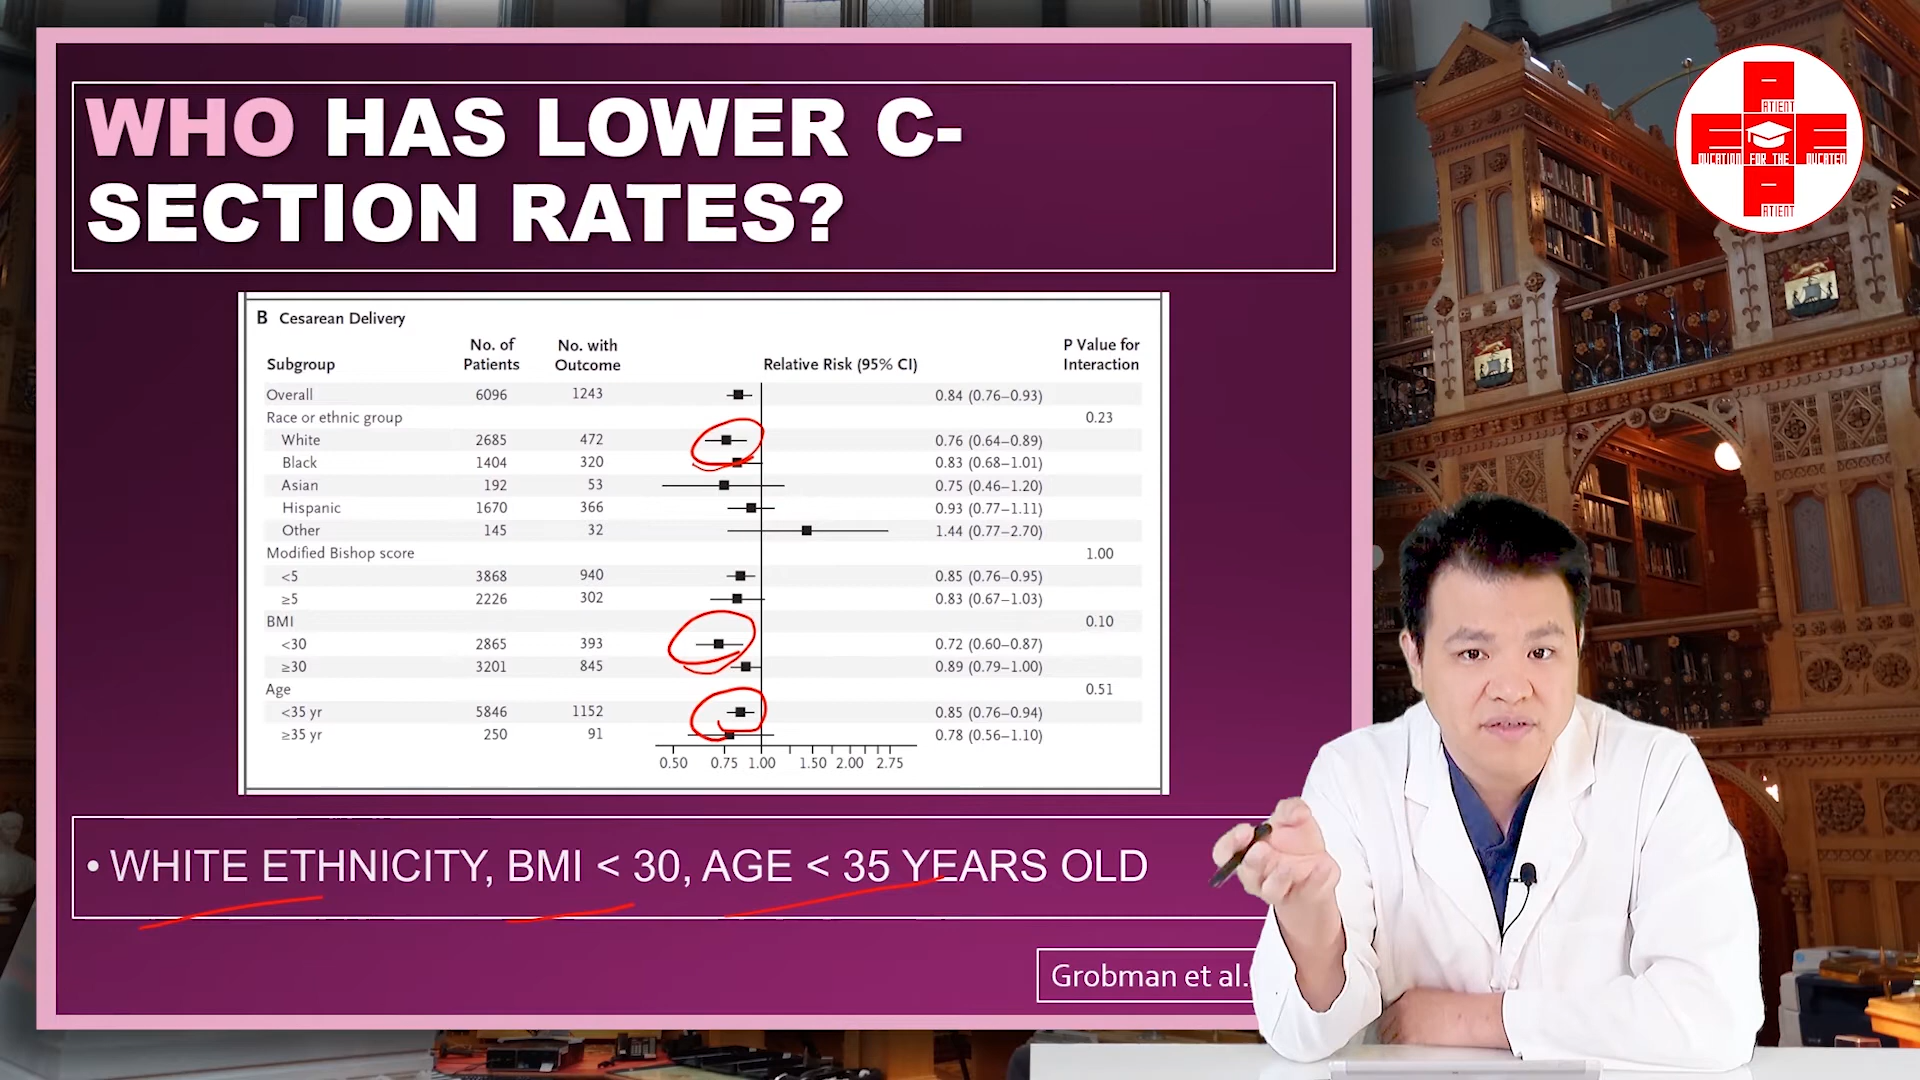 WHO HAS LOWER C-
SECTION RATES?
B Cesarean Delivery
Subgroup No. of Patients No. with Outcome Relative Risk (95% CI) P Value for Interaction
Overall 6096 1243 0.84 (0.76–0.93)
Race or ethnic group 0.23
White 2685 472 0.76 (0.64–0.89)
Black 1404 320 0.83 (0.68–1.01)
Asian 192 53 0.75 (0.46–1.20)
Hispanic 1670 366 0.93 (0.77–1.11)
Other 145 32 1.44 (0.77–2.70)
Modified Bishop score 1.00
<5 3868 940 0.85 (0.76–0.95)
≥5 2226 302 0.83 (0.67–1.03)
BMI 0.10
<30 2865 393 0.72 (0.60–0.87)
≥30 3201 845 0.89 (0.79–1.00)
Age 0.51
<35 yr 5846 1152 0.85 (0.76–0.94)
≥35 yr 250 91 0.78 (0.56–1.10)
0.50 0.75 1.00 1.50 2.00 2.75
• WHITE ETHNICITY, BMI < 30, AGE < 35 YEARS OLD
Grobman et al.
PATIENT
EDUCATION FOR THE EDUCATED
PATIENT